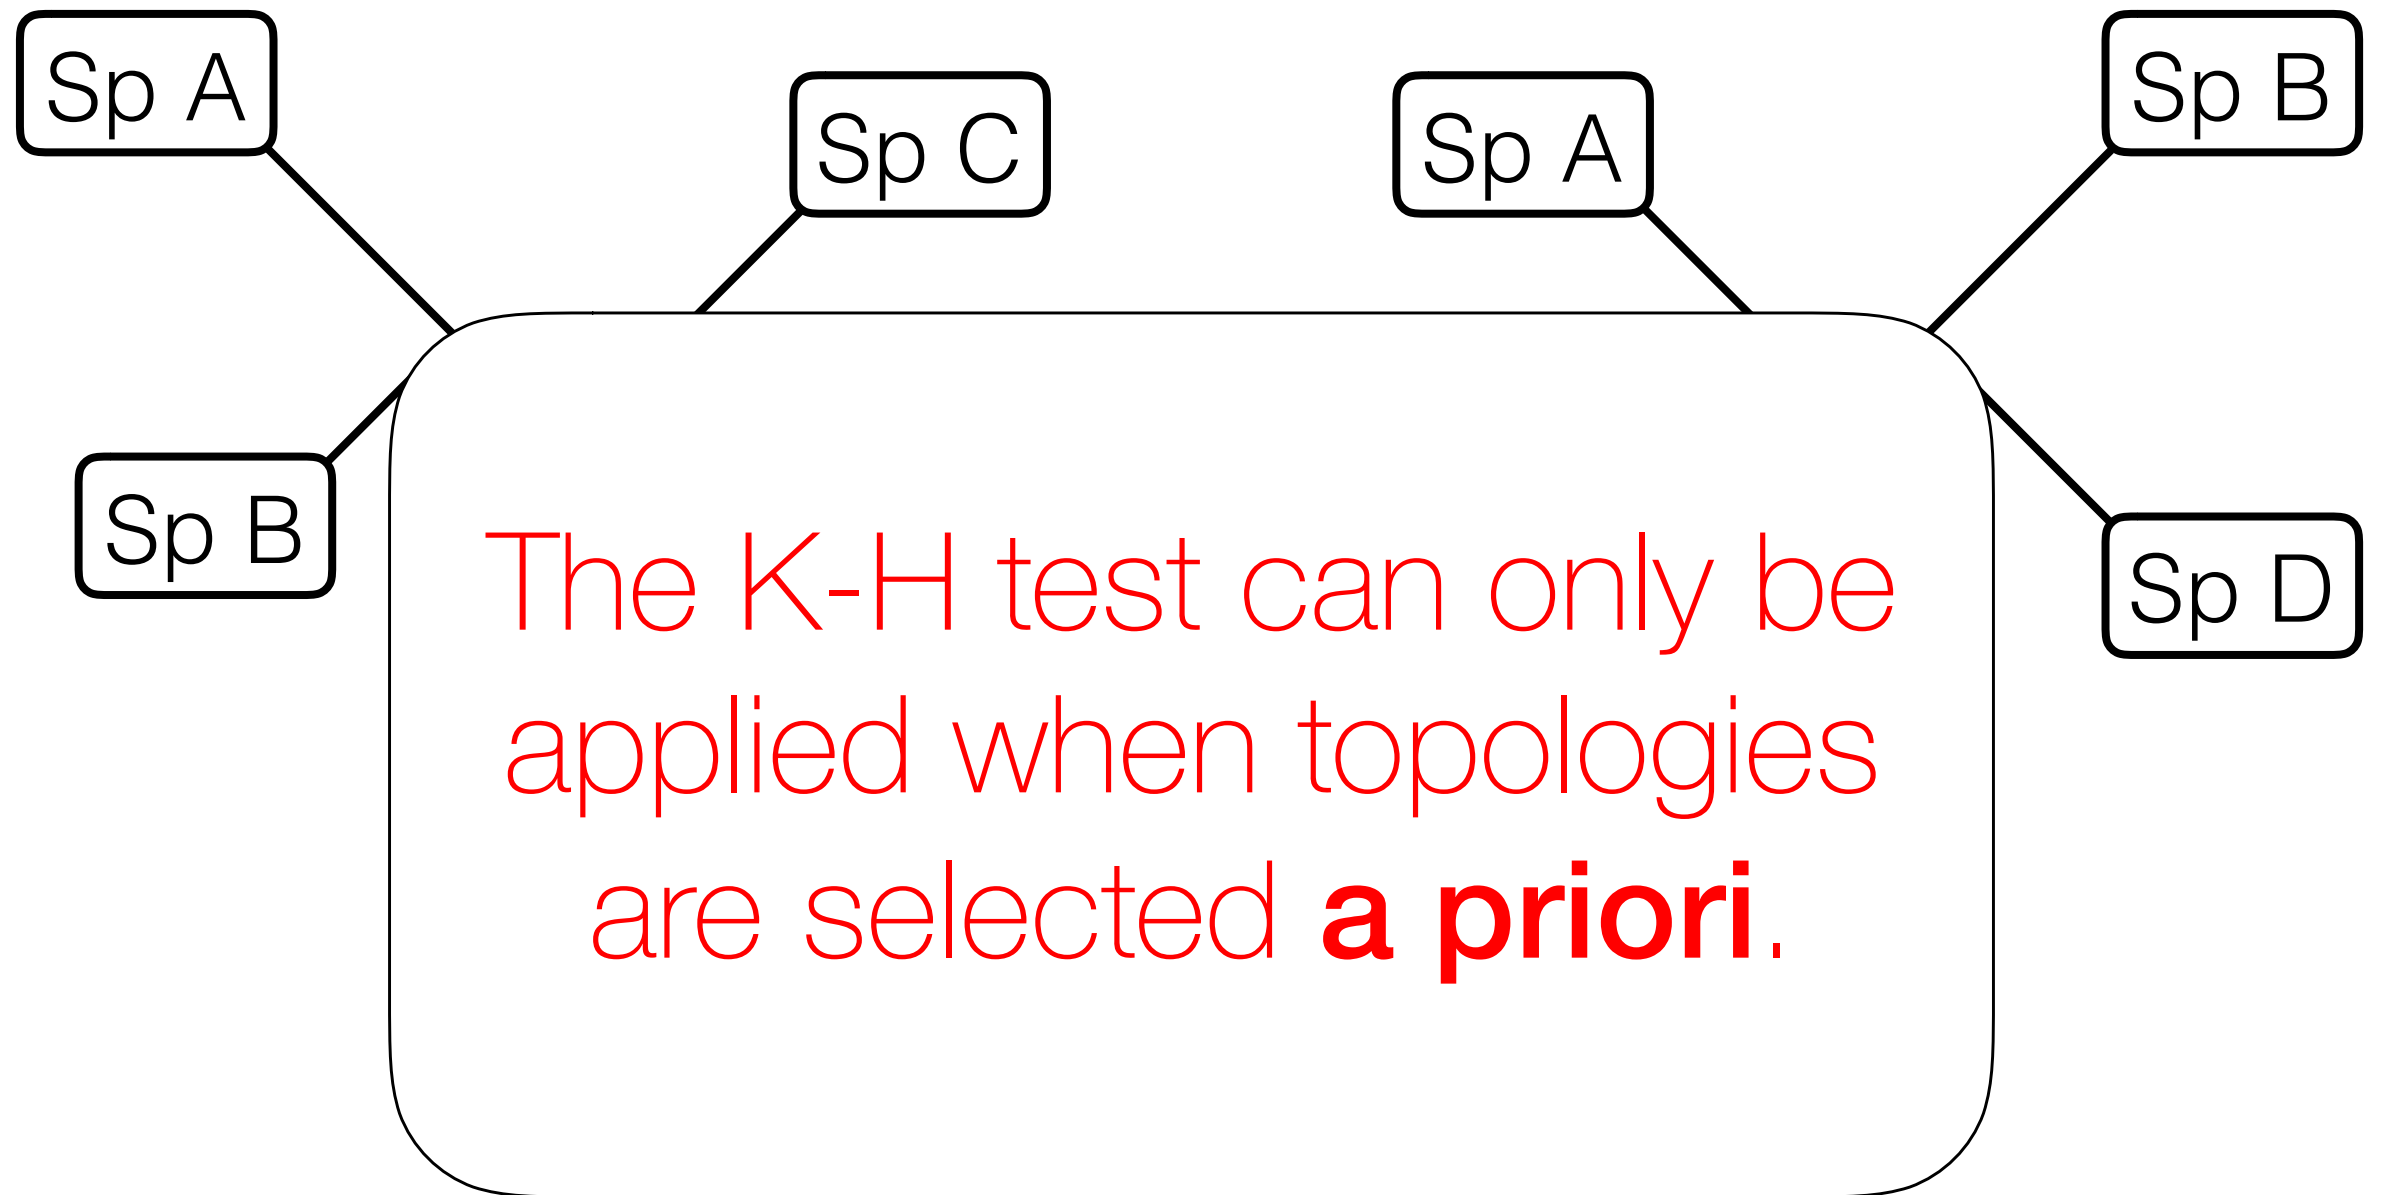 Sp A
Sp C
Sp A
Sp B
Sp B
Sp D
The K-H test can only be
applied when topologies
are selected a priori.